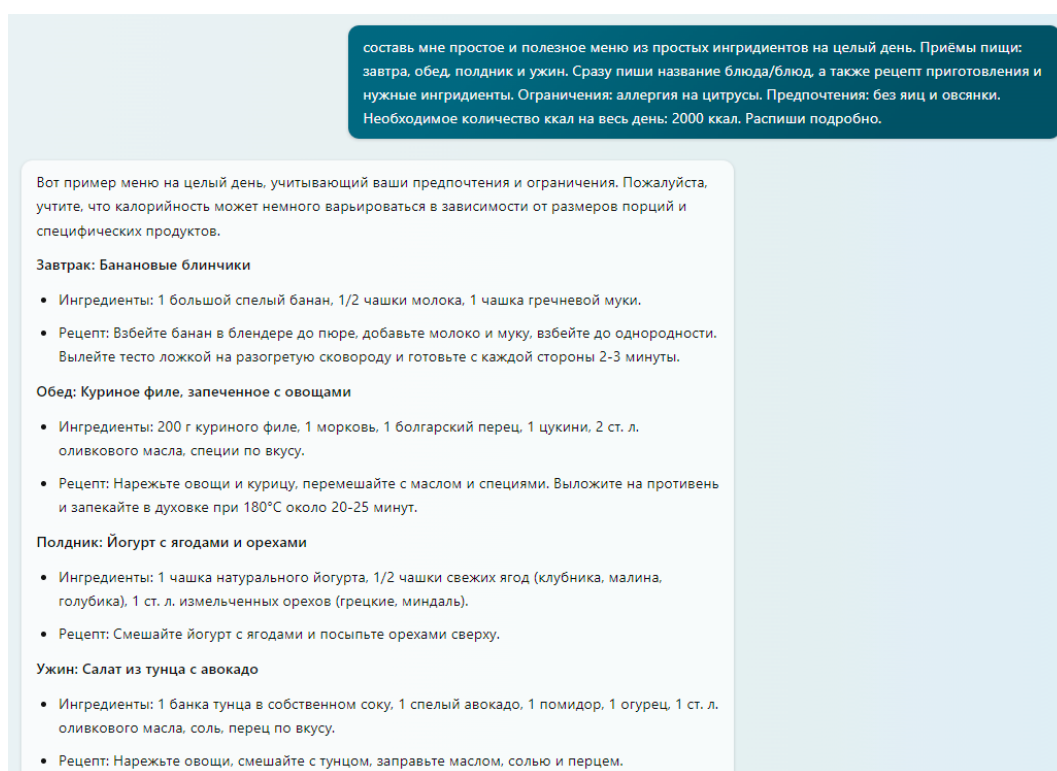 составь мне простое и полезное меню из простых ингридиентов на целый день. Приёмы пищи:
завтра, обед, полдник и ужин. Сразу пиши название блюда/блюд, а также рецепт приготовления и
нужные ингридиенты. Ограничения: аллергия на цитрусы. Предпочтения: без яиц и овсянки.
Необходимое количество ккал на весь день: 2000 ккал. Распиши подробно.
Вот пример меню на целый день, учитывающий ваши предпочтения и ограничения. Пожалуйста,
учтите, что калорийность может немного варьироваться в зависимости от размеров порций и
специфических продуктов.
Завтрак: Банановые блинчики
• Ингредиенты: 1 большой спелый банан, 1/2 чашки молока, 1 чашка гречневой муки.
• Рецепт: Взбейте банан в блендере до пюре, добавьте молоко и муку, взбейте до однородности.
Вылейте тесто ложкой на разогретую сковороду и готовьте с каждой стороны 2-3 минуты.
Обед: Куриное филе, запеченное с овощами
• Ингредиенты: 200 г куриного филе, 1 морковь, 1 болгарский перец, 1 цукини, 2 ст. л.
оливкового масла, специи по вкусу.
• Рецепт: Нарежьте овощи и курицу, перемешайте с маслом и специями. Выложите на противень
и запекайте в духовке при 180°C около 20-25 минут.
Полдник: Йогурт с ягодами и орехами
• Ингредиенты: 1 чашка натурального йогурта, 1/2 чашки свежих ягод (клубника, малина,
голубика), 1 ст. л. измельченных орехов (грецкие, миндаль).
• Рецепт: Смешайте йогурт с ягодами и посыпьте орехами сверху.
Ужин: Салат из тунца с авокадо
• Ингредиенты: 1 банка тунца в собственном соку, 1 спелый авокадо, 1 помидор, 1 огурец, 1 ст. л.
оливкового масла, соль, перец по вкусу.
• Рецепт: Нарежьте овощи, смешайте с тунцом, заправьте маслом, солью и перцем.